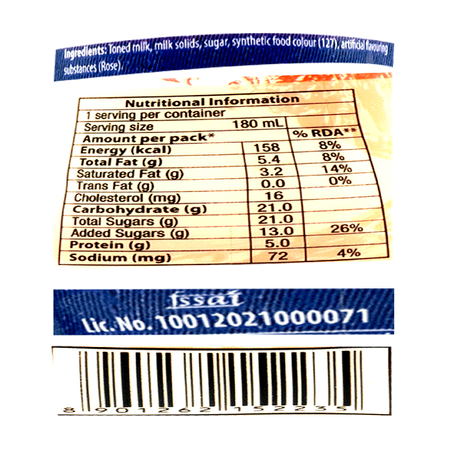 Ingredients: Toned milk, milk solids, sugar, synthetic food colour (127), artificial flavouring
substances (Rose).
Nutritional Information
1 serving per container
Serving size 180 mL
Amount per pack* % RDA**
Energy (kcal) 158 8%
Total Fat (g) 5.4 8%
Saturated Fat (g) 3.2 14%
Trans Fat (g) 0.0 0%
Cholesterol (mg) 16
Carbohydrate (g) 21.0
Total Sugars (g) 21.0
Added Sugars (g) 13.0 26%
Protein (g) 5.0
Sodium (mg) 72 4%
fssai
Lic. No. 10012021000071
8 901262 152235